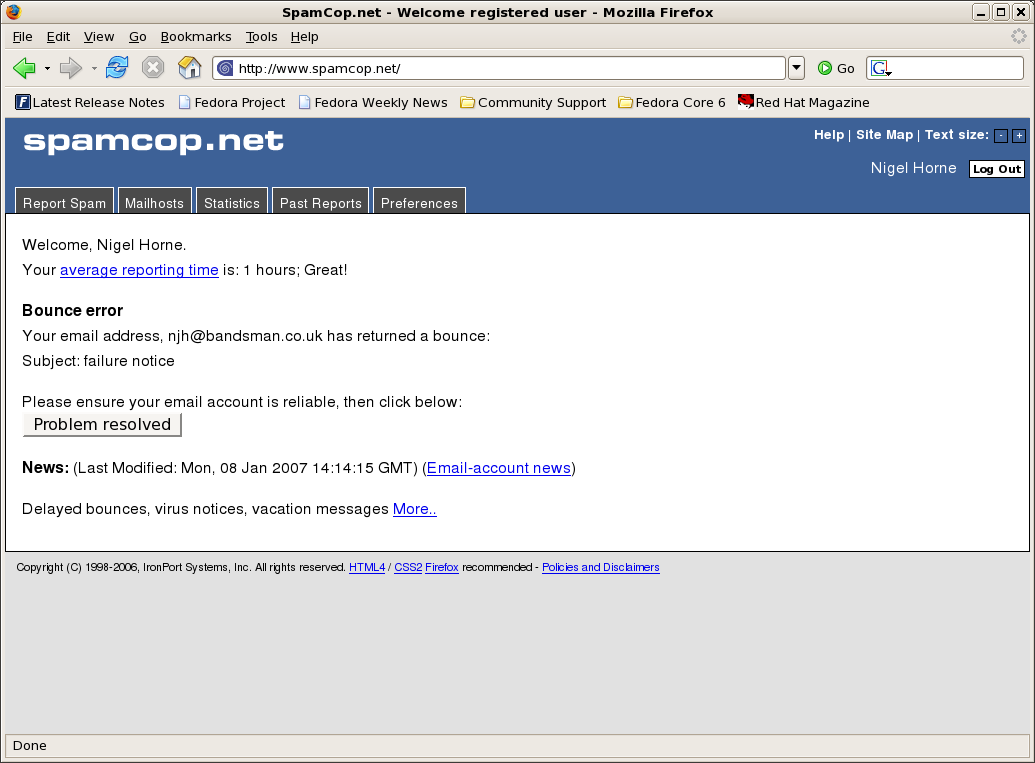 SpamCop.net - Welcome registered user - Mozilla Firefox
File Edit View Go Bookmarks Tools Help
http://www.spamcop.net/ Go G
Latest Release Notes Fedora Project Fedora Weekly News Community Support Fedora Core 6 Red Hat Magazine
spamcop.net
Help | Site Map | Text size: - +
Nigel Horne Log Out
Report Spam Mailhosts Statistics Past Reports Preferences
Welcome, Nigel Horne.
Your average reporting time is: 1 hours; Great!
Bounce error
Your email address, njh@bandsman.co.uk has returned a bounce:
Subject: failure notice
Please ensure your email account is reliable, then click below:
Problem resolved
News: (Last Modified: Mon, 08 Jan 2007 14:14:15 GMT) (Email-account news)
Delayed bounces, virus notices, vacation messages More..
Copyright (C) 1998-2006, IronPort Systems, Inc. All rights reserved. HTML4 / CSS2 Firefox recommended - Policies and Disclaimers
Done